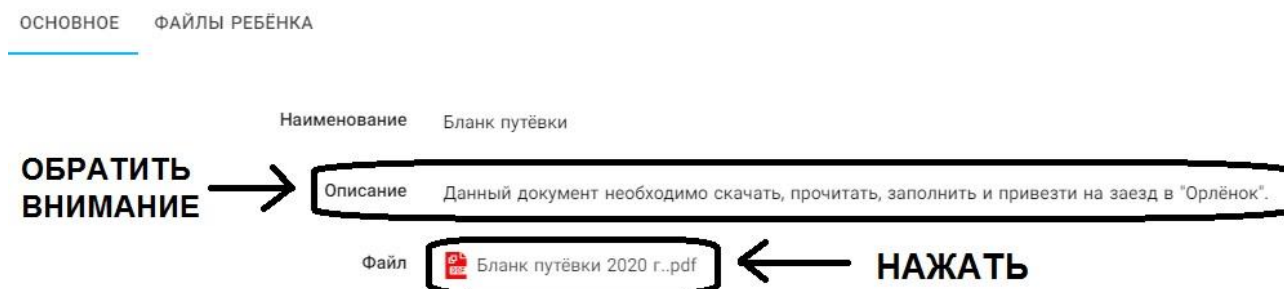 ОСНОВНОЕ ФАЙЛЫ РЕБЁНКА
Наименование Бланк путёвки
ОБРАТИТЬ
ВНИМАНИЕ
Описание Данный документ необходимо скачать, прочитать, заполнить и привезти на заезд в "Орлёнок".
Файл PDF Бланк путёвки 2020 г..pdf НАЖАТЬ